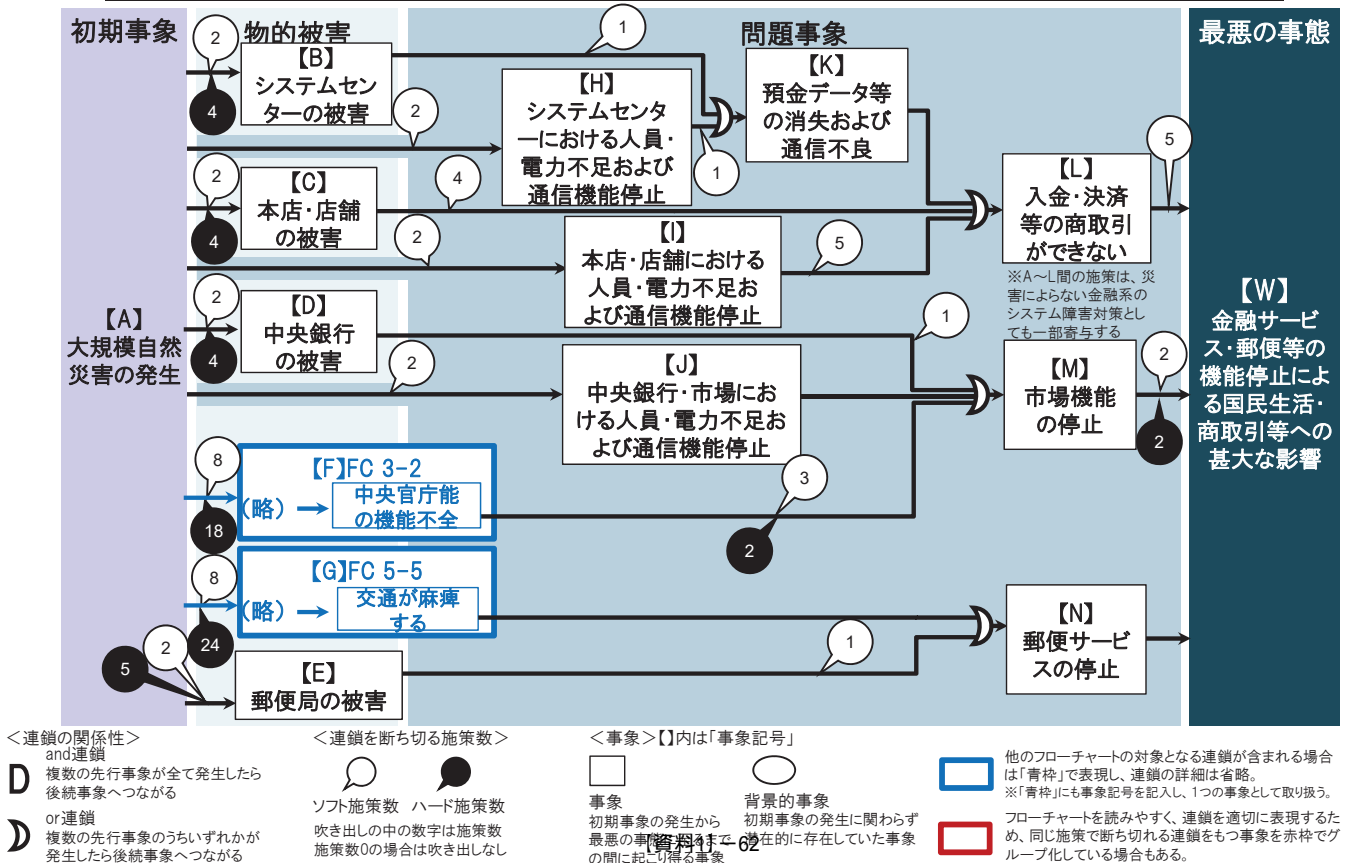 初期事象
物的被害
問題事象
最悪の事態
【A】
大規模自然
災害の発生
2
4
【B】
システムセン
ターの被害
1
2
【H】
システムセンタ
ーにおける人員・
電力不足および
通信機能停止
1
【K】
預金データ等
の消失および
通信不良
2
4
【C】
本店・店舗
の被害
4
2
【I】
本店・店舗における
人員・電力不足お
よび通信機能停止
5
【L】
入金・決済
等の商取引
ができない
5
※A～L間の施策は、災
害によらない金融系の
システム障害対策とし
ても一部寄与する
2
4
【D】
中央銀行
の被害
1
2
【J】
中央銀行・市場にお
ける人員・電力不足お
よび通信機能停止
【M】
市場機能
の停止
2
2
8
18
【F】FC 3-2
(略)
中央官庁能
の機能不全
3
2
8
24
【G】FC 5-5
(略)
交通が麻痺
する
2
5
【E】
郵便局の被害
1
【N】
郵便サービ
スの停止
【W】
金融サービ
ス・郵便等の
機能停止によ
る国民生活・
商取引等への
甚大な影響
＜連鎖の関係性＞
and連鎖
複数の先行事象が全て発生したら
後続事象へつながる
or連鎖
複数の先行事象のうちいずれかが
発生したら後続事象へつながる
＜連鎖を断ち切る施策数＞
ソフト施策数 ハード施策数
吹き出しの中の数字は施策数
施策数0の場合は吹き出しなし
＜事象＞【】内は「事象記号」
事象
初期事象の発生から
最悪の事態に至るまで
の間に起こり得る事象
背景的事象
初期事象の発生に関わらず
潜在的に存在していた事象
【資料1】－62
他のフローチャートの対象となる連鎖が含まれる場合
は「青枠」で表現し、連鎖の詳細は省略。
※「青枠」にも事象記号を記入し、1つの事象として取り扱う。
フローチャートを読みやすく、連鎖を適切に表現するた
め、同じ施策で断ち切れる連鎖をもつ事象を赤枠でグ
ループ化している場合もある。